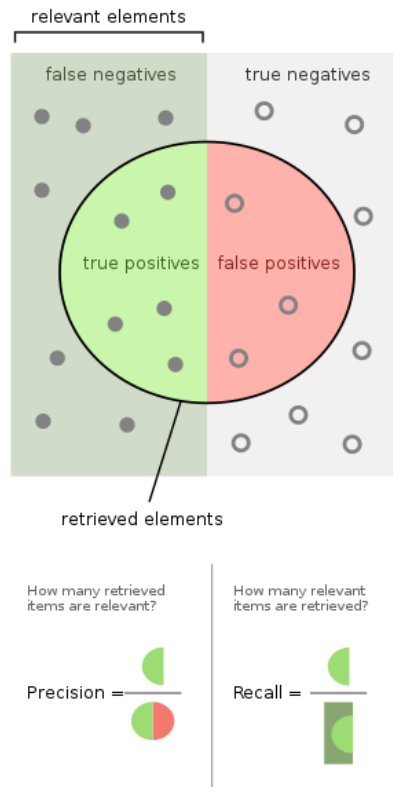 relevant elements
false negatives
true negatives
true positives
false positives
retrieved elements
How many retrieved
items are relevant?
Precision =
How many relevant
items are retrieved?
Recall =